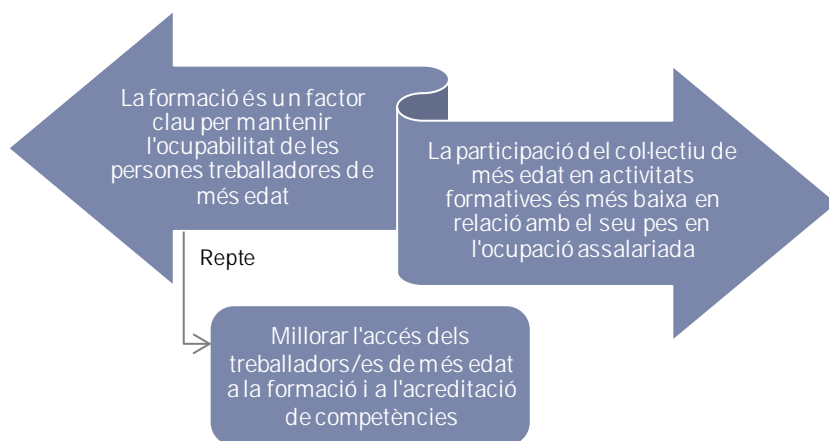 La formació és un factor
clau per mantenir
l'ocupabilitat de les
persones treballadores de
més edat
La participació del col·lectiu de
més edat en activitats
formatives és més baixa en
relació amb el seu pes en
l'ocupació assalariada
Repte
Millorar l'accés dels
treballadors/es de més edat
a la formació i a l'acreditació
de competències